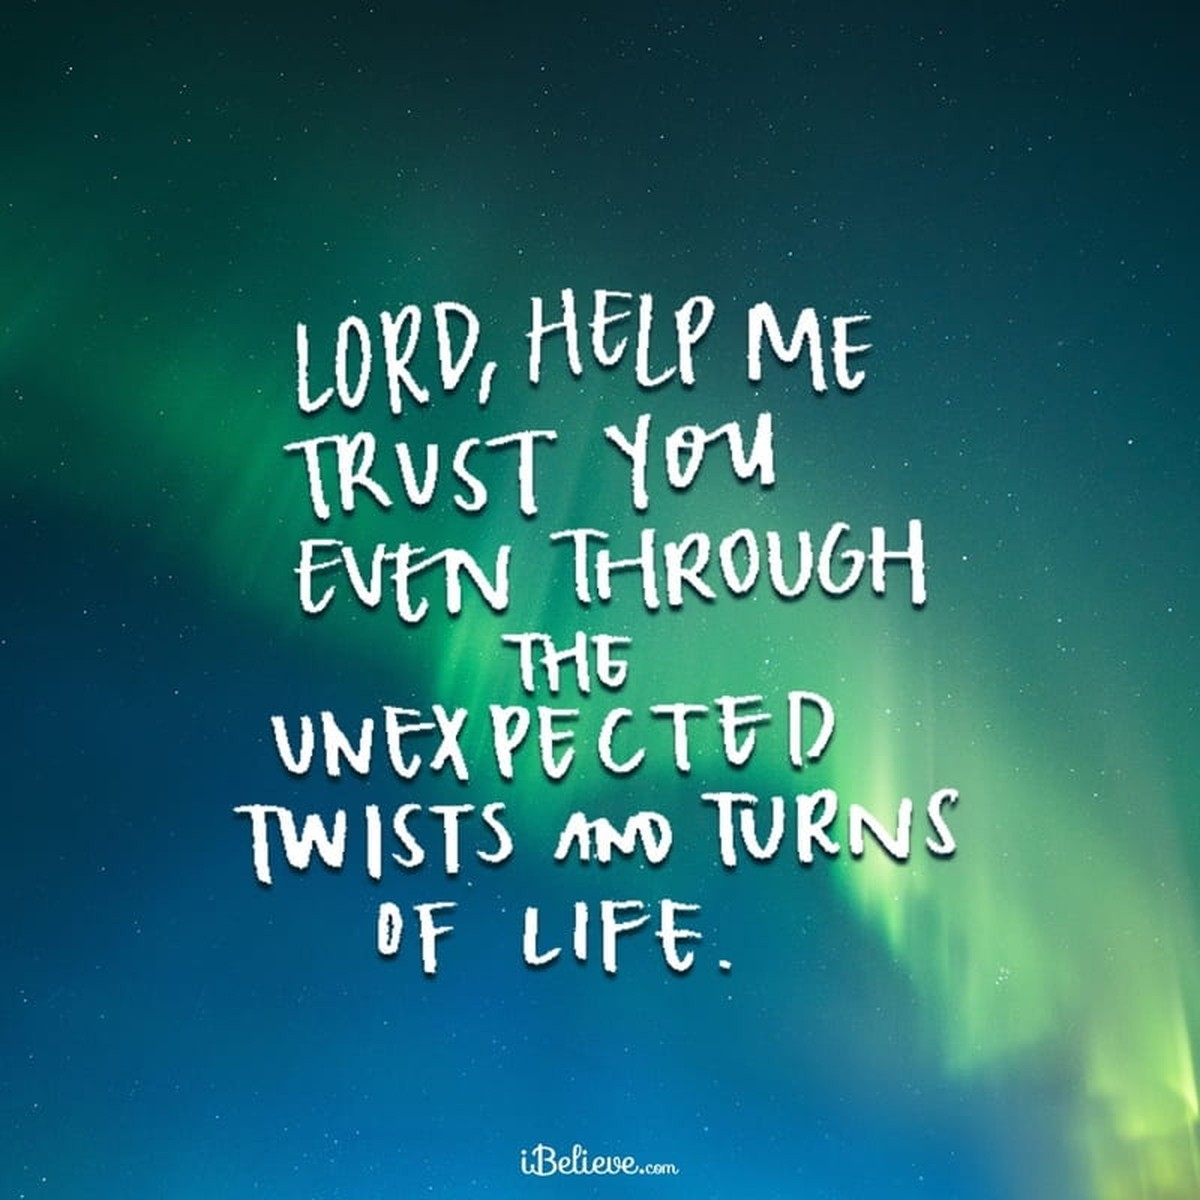 LORD, HELP ME
TRUST YOU
EVEN THROUGH
THE
UNEXPECTED
TWISTS AND TURNS
OF LIFE.
iBelieve.com